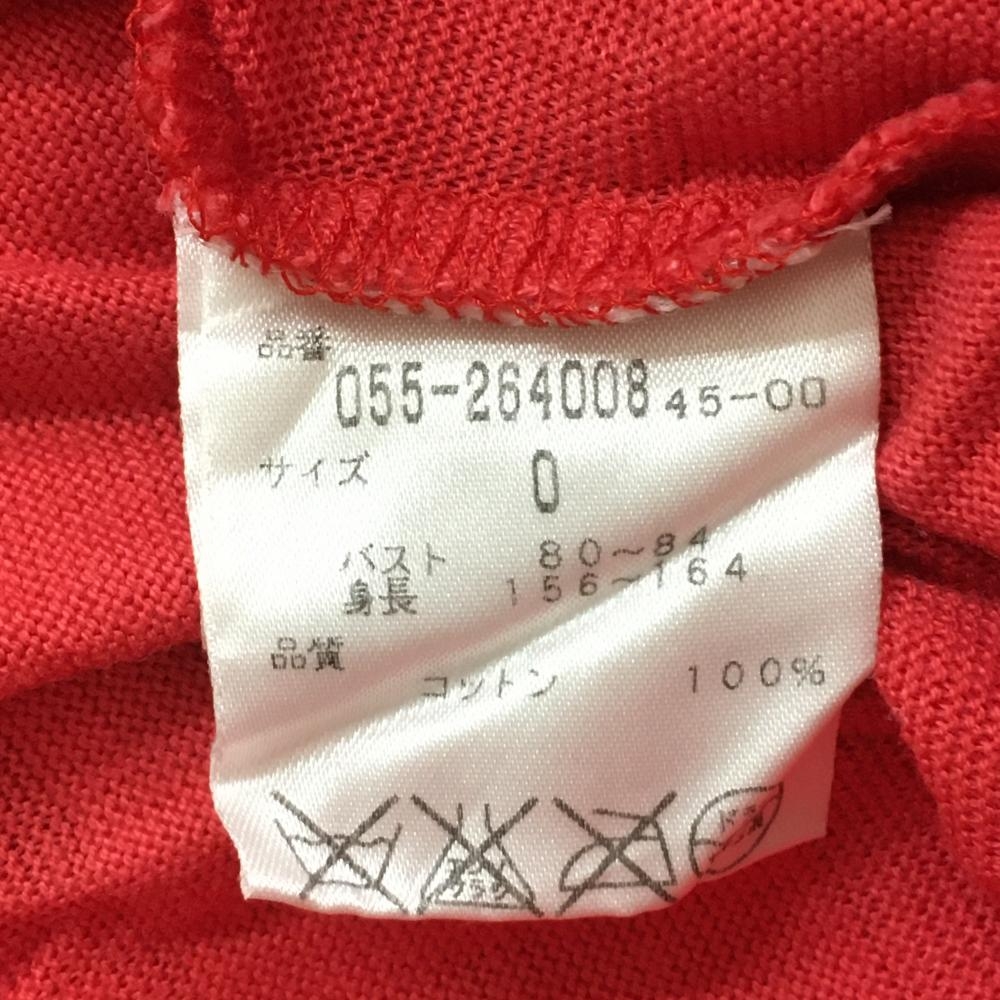 品番
055-264008 45-00
サイズ 0
バスト 80~84
身長 156~164
品質
コットン 100%